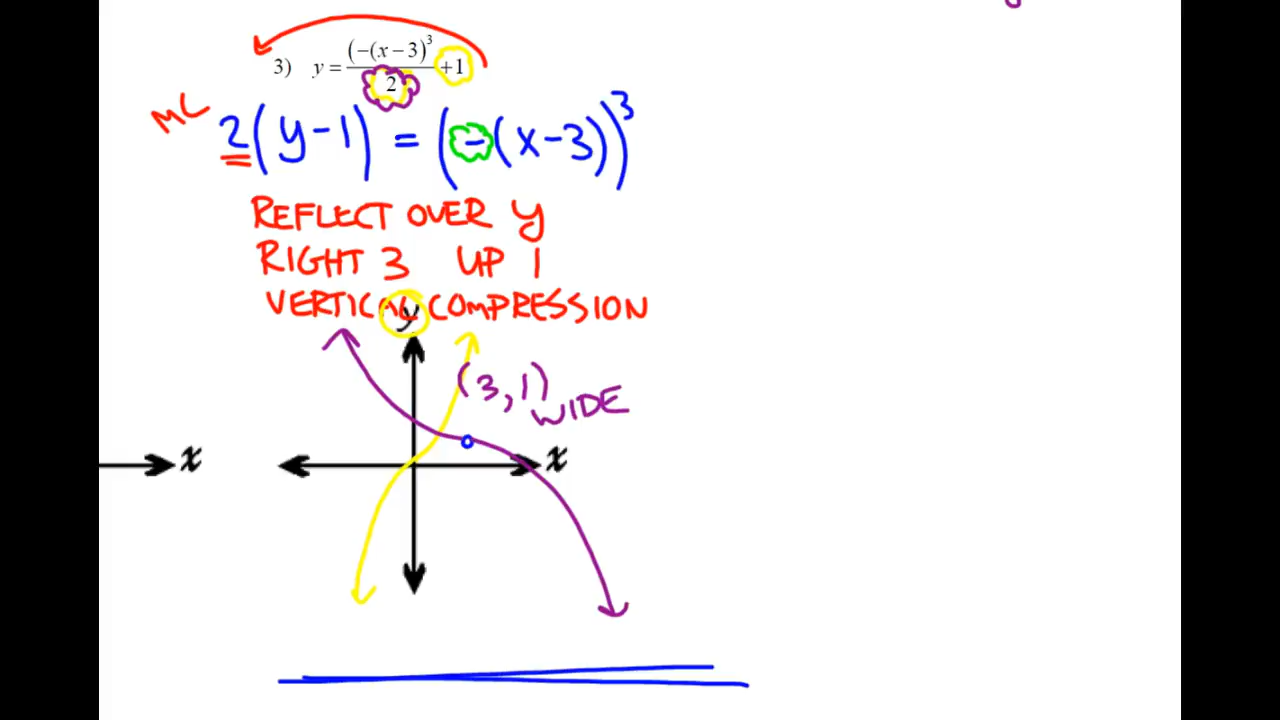 3) y = (-(x-3)^3 / 2 + 1
MC
2(y-1) = (-(x-3))^3
REFLECT OVER y
RIGHT 3 UP 1
VERTICAL COMPRESSION
y
(3,1)
WIDE
x
x